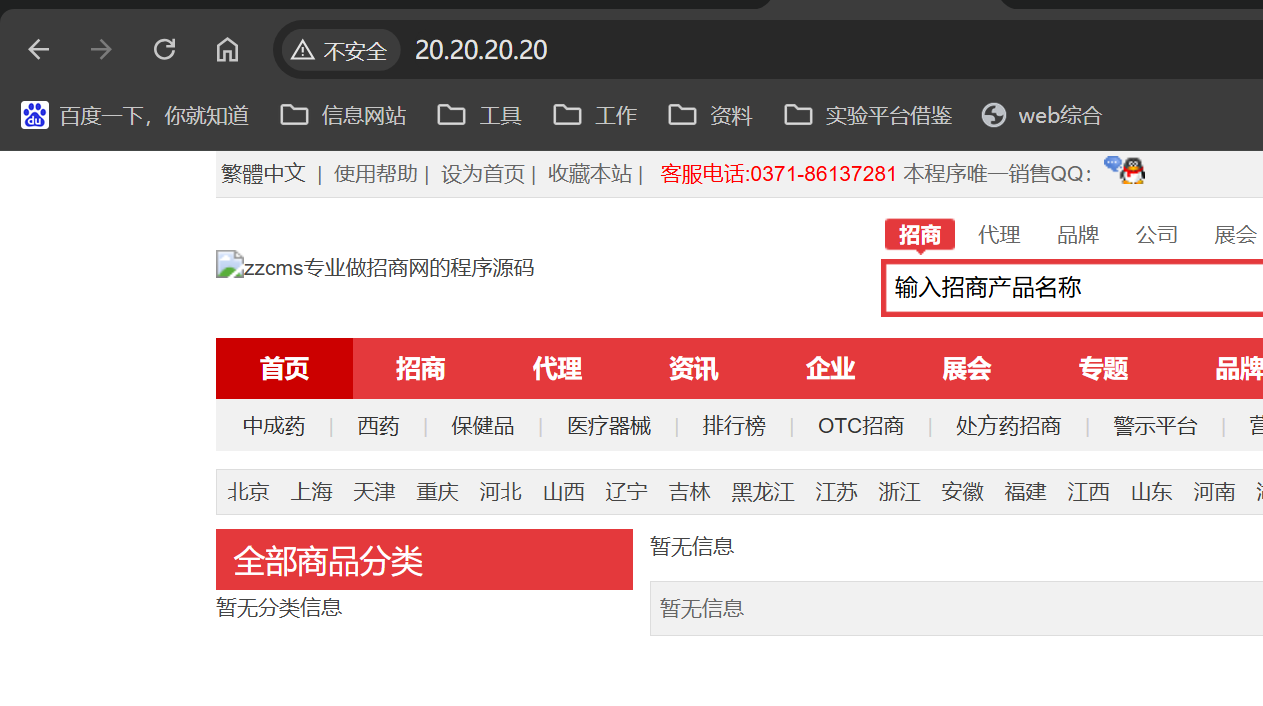 不安全 20.20.20.20
百度一下，你就知道 信息网站 工具 工作 资料 实验平台借鉴 web综合
繁體中文 | 使用帮助 | 设为首页 | 收藏本站 | 客服电话:0371-86137281 本程序唯一销售QQ：
招商 代理 品牌 公司 展会
zzcms专业做招商网的程序源码
输入招商产品名称
首页 招商 代理 资讯 企业 展会 专题 品牌
中成药 | 西药 | 保健品 | 医疗器械 | 排行榜 | OTC招商 | 处方药招商 | 警示平台 |
北京 上海 天津 重庆 河北 山西 辽宁 吉林 黑龙江 江苏 浙江 安徽 福建 江西 山东 河南
全部商品分类
暂无信息
暂无分类信息
暂无信息